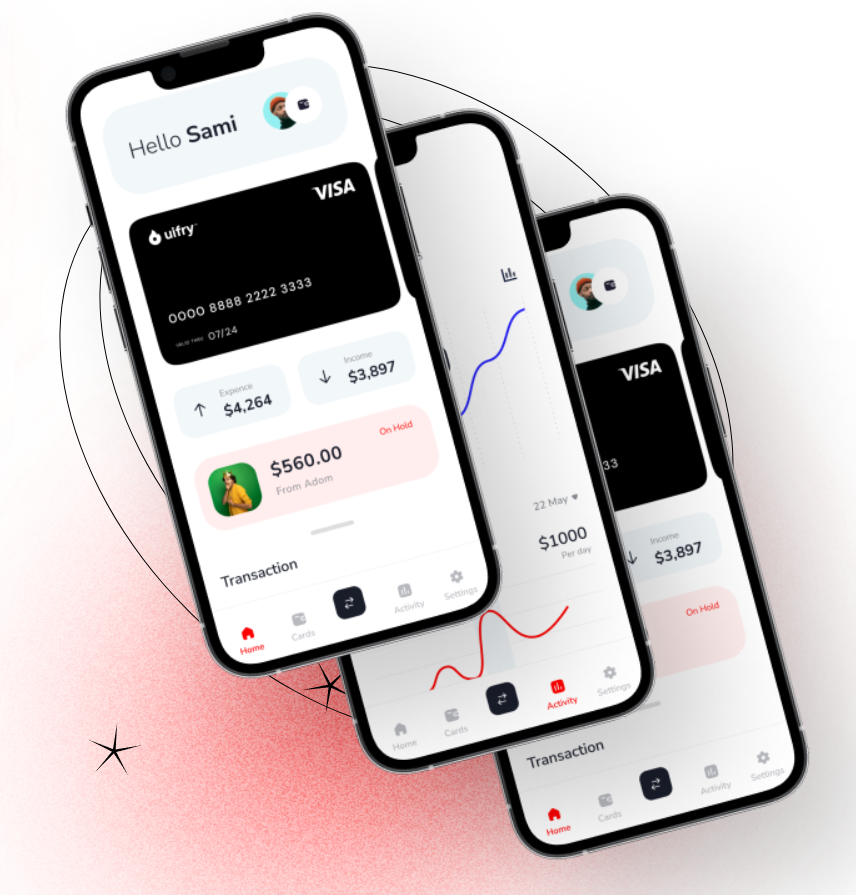 Hello Sami
VISA
ulfry
0000 8888 2222 3333
VALID THRU 07/24
Expence
$4,264
Income
$3,897
On Hold
$560.00
From Adom
Transaction
Home
Cards
Activity
Settings
22 May
$1000
Per day
Home
Cards
Activity
Settings
VISA
33
Income
$3,897
On Hold
Transaction
Home
Cards
Activity
Settings